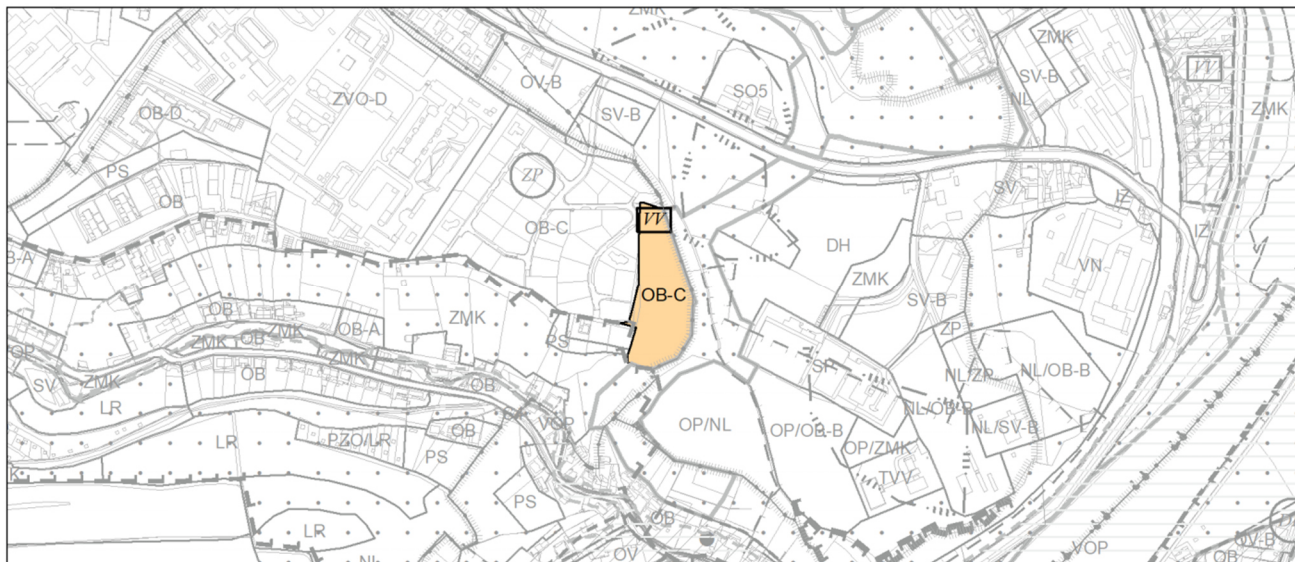 ZMK
ZMK
OV-B
SO5
SV-B
VV
ZMK
OB-D
ZVO-D
SV-B
NL
PS
ZP
OB
SV
IZ
VV
OB-C
DH
IZ
B-A
ZMK
VN
OB-C
SV-B
ZMK
OB
ZMK
OB-A
PS
ZP
ZMK
OB
ZMK
SP
NL/ZP
NL/OB-B
SV
ZMK
OB
OB
LR
NL/OB-B
VOP
OP/NL
OP/OB-B
NL/SV-B
LR
PZO/LR
OB
PS
OP/ZMK
TVV
PS
LR
OB
OV
VOP
OV-B
OB
NL